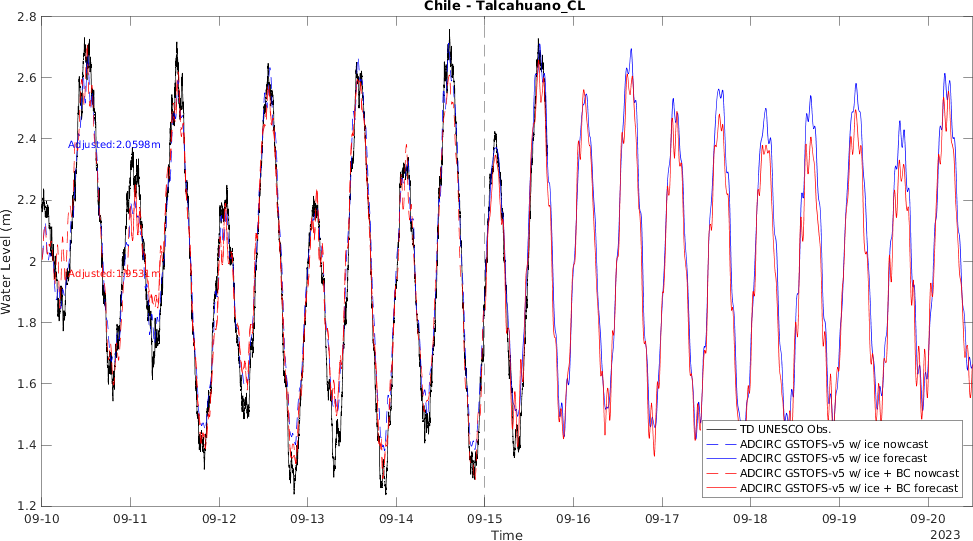 Chile - Talcahuano_CL
2.8
2.6
2.4
2.2
2
1.8
1.6
1.4
1.2
Water Level (m)
Adjusted:2.0598m
Adjusted:1.9531m
TD UNESCO Obs.
ADCIRC GSTOFS-v5 w/ ice nowcast
ADCIRC GSTOFS-v5 w/ ice forecast
ADCIRC GSTOFS-v5 w/ ice + BC nowcast
ADCIRC GSTOFS-v5 w/ ice + BC forecast
09-10 09-11 09-12 09-13 09-14 09-15 09-16 09-17 09-18 09-19 09-20
Time
2023